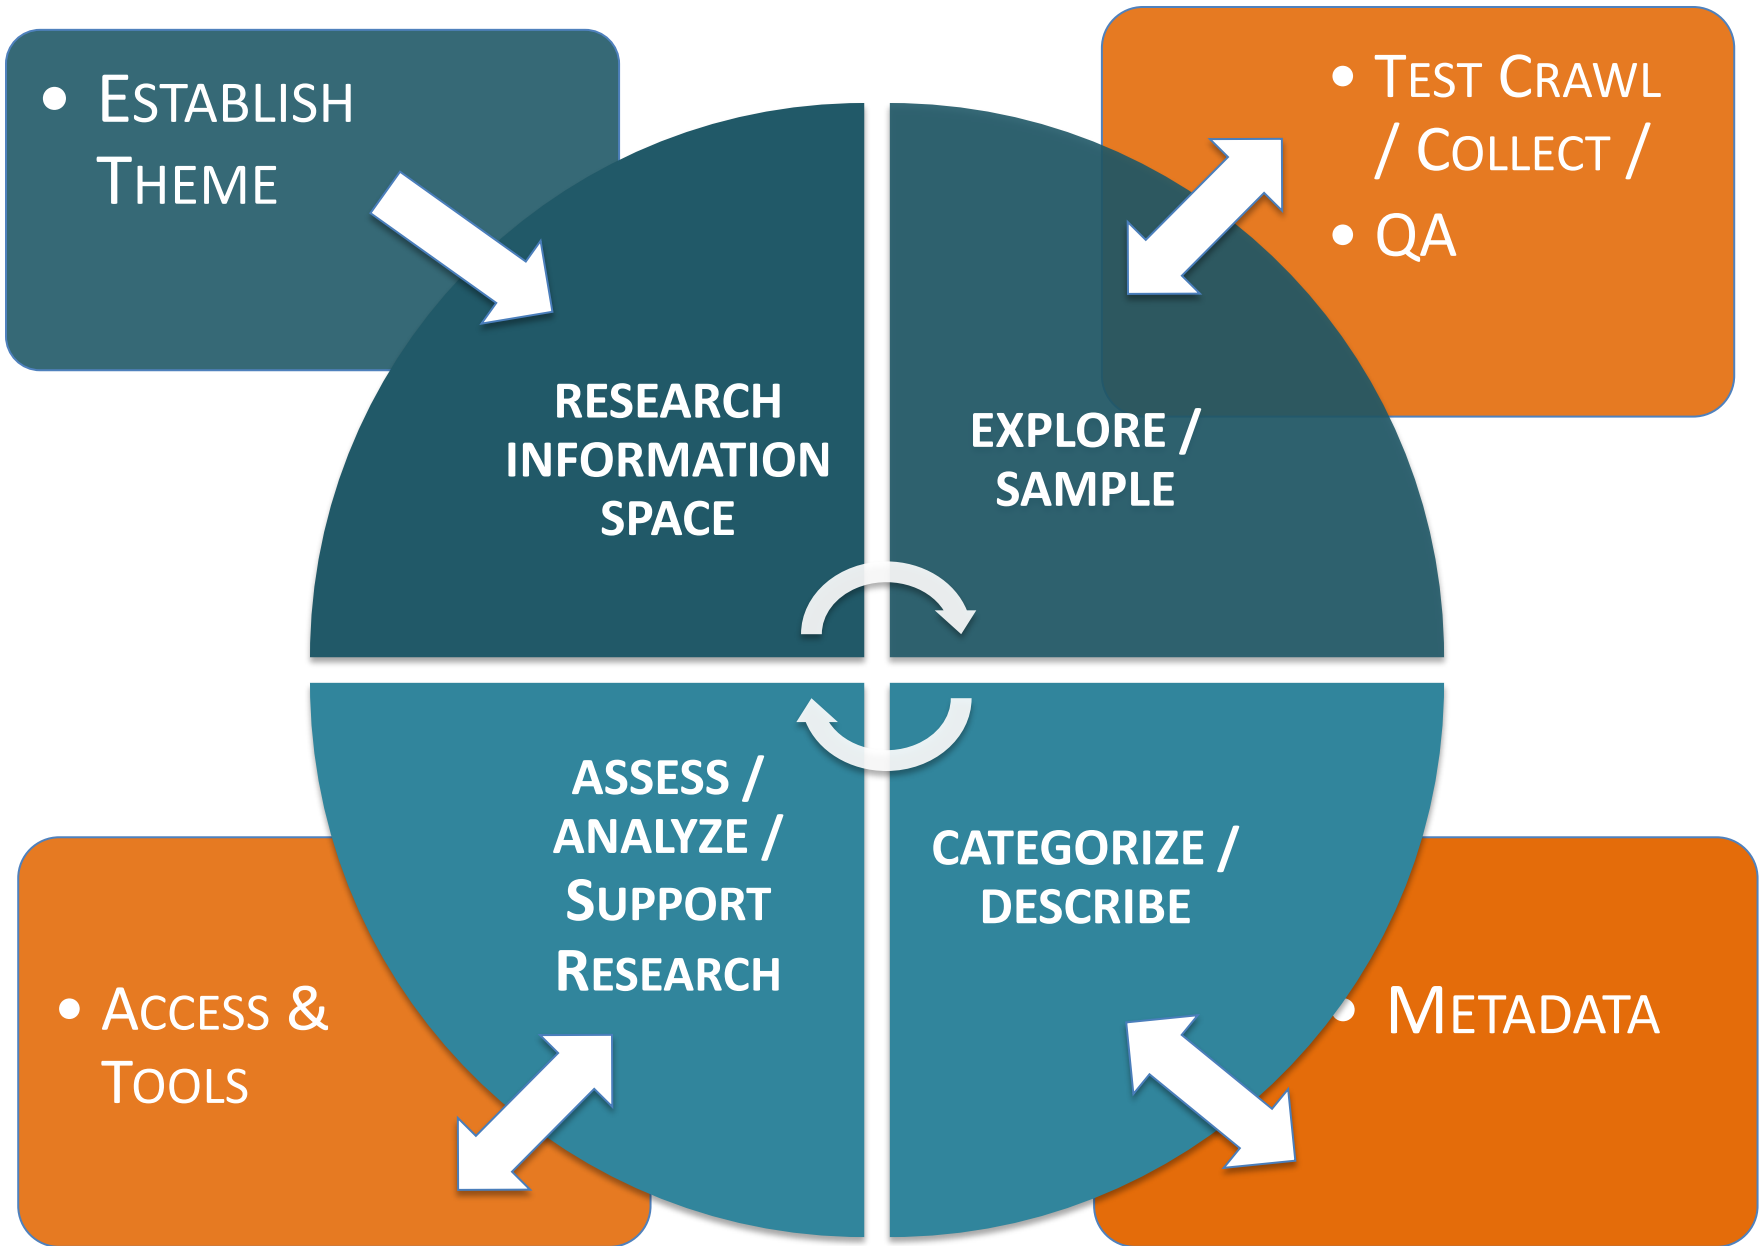 • ESTABLISH
THEME
• TEST CRAWL
/ COLLECT /
• QA
RESEARCH
INFORMATION
SPACE
EXPLORE /
SAMPLE
ASSESS /
ANALYZE /
SUPPORT
RESEARCH
CATEGORIZE /
DESCRIBE
• ACCESS &
TOOLS
• METADATA